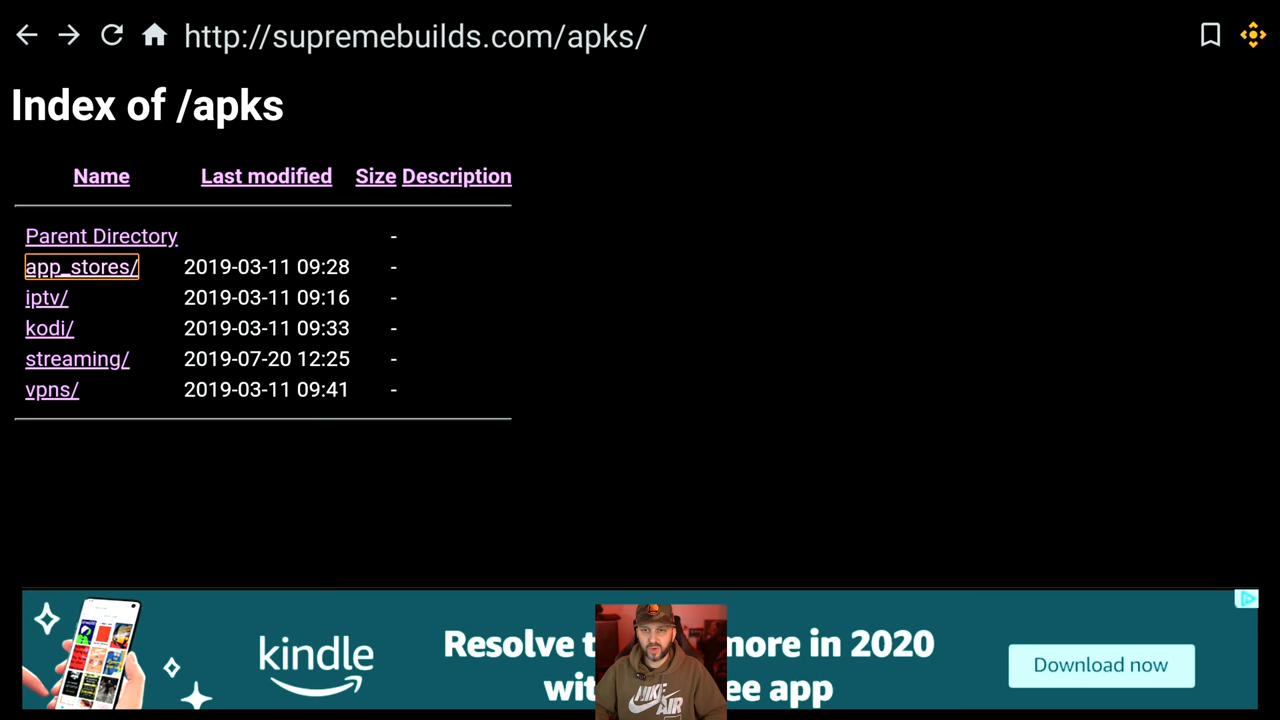 http://supremebuilds.com/apks/
Index of /apks
Name Last modified Size Description
Parent Directory -
app_stores/ 2019-03-11 09:28 -
iptv/ 2019-03-11 09:16 -
kodi/ 2019-03-11 09:33 -
streaming/ 2019-07-20 12:25 -
vpns/ 2019-03-11 09:41 -
kindle
Resolve t more in 2020
wit ee app
Download now
NIKE
AIR